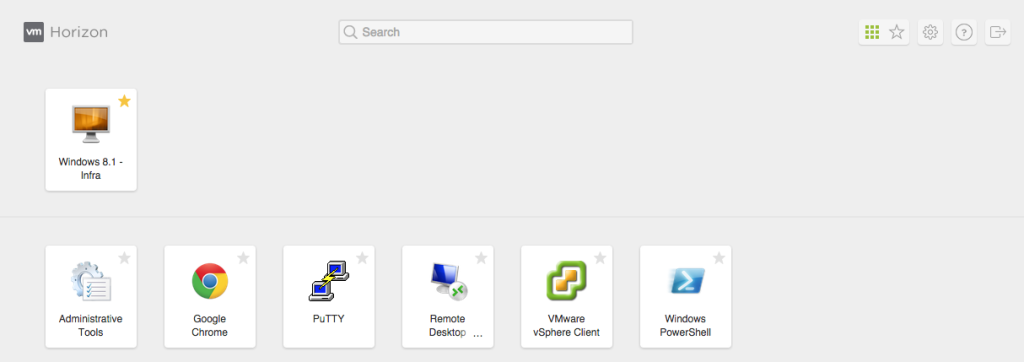 vm Horizon
Search
?
Windows 8.1 -
Infra
Administrative
Tools
Google
Chrome
PuTTY
Remote
Desktop ...
VMware
vSphere Client
Windows
PowerShell